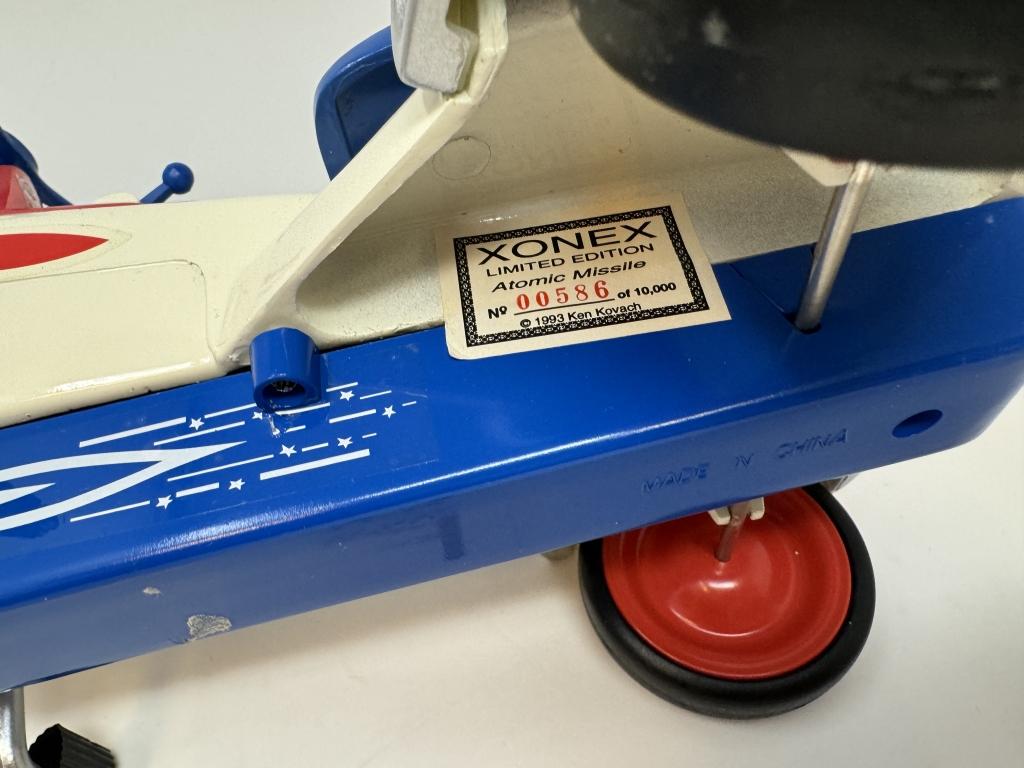 XONEX
LIMITED EDITION
Atomic Missile
Nº 00586 of 10,000
© 1993 Ken Kovach
MADE IN CHINA